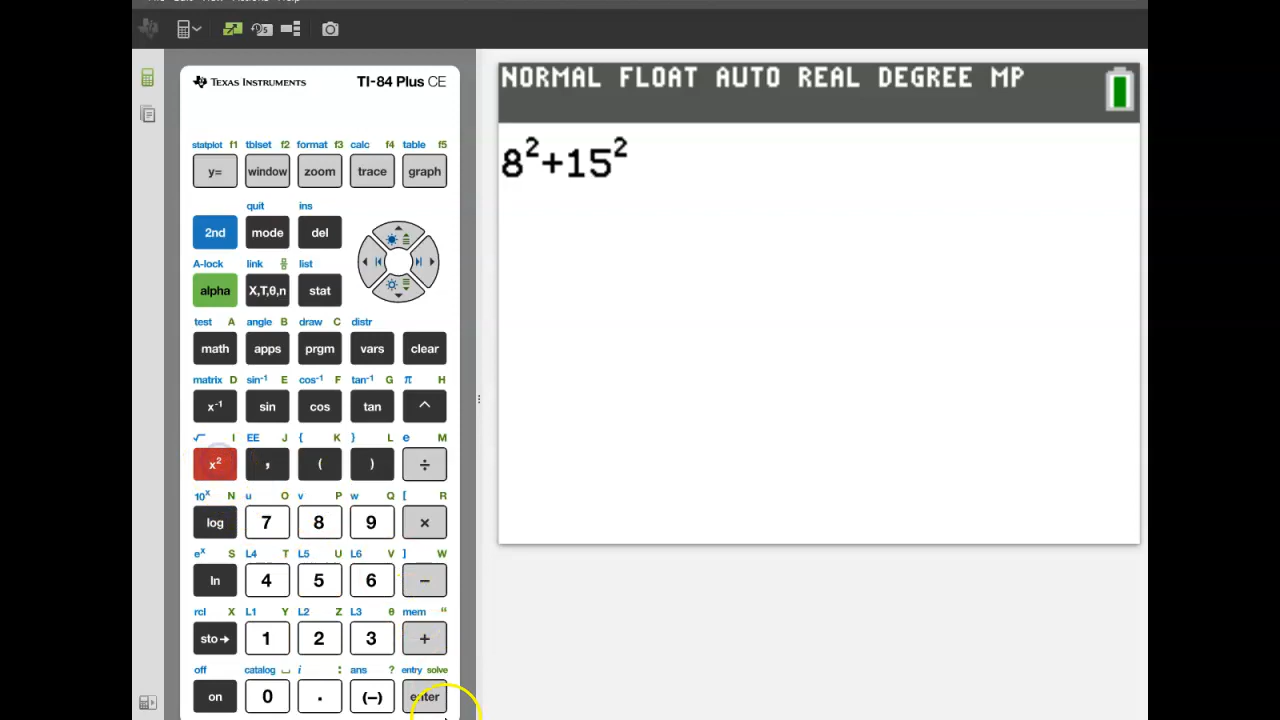 TEXAS INSTRUMENTS TI-84 Plus CE
NORMAL FLOAT AUTO REAL DEGREE MP
8²+15²
statplot f1 tblset f2 format f3 calc f4 table f5
y= window zoom trace graph
quit ins
2nd mode del
A-lock link list
alpha X,T,θ,n stat
test A angle B draw C distr
math apps prgm vars clear
matrix D sin⁻¹ E cos⁻¹ F tan⁻¹ G π H
x⁻¹ sin cos tan ^
√ I EE J { K } L e M
x² , ( ) ÷
10ˣ N u O v P w Q [ R
log 7 8 9 ×
eˣ S L4 T L5 U L6 V ] W
ln 4 5 6 −
rcl X L1 Y L2 Z L3 θ mem "
sto→ 1 2 3 +
off catalog ⎵ i : ans ? entry solve
on 0 . (−) enter